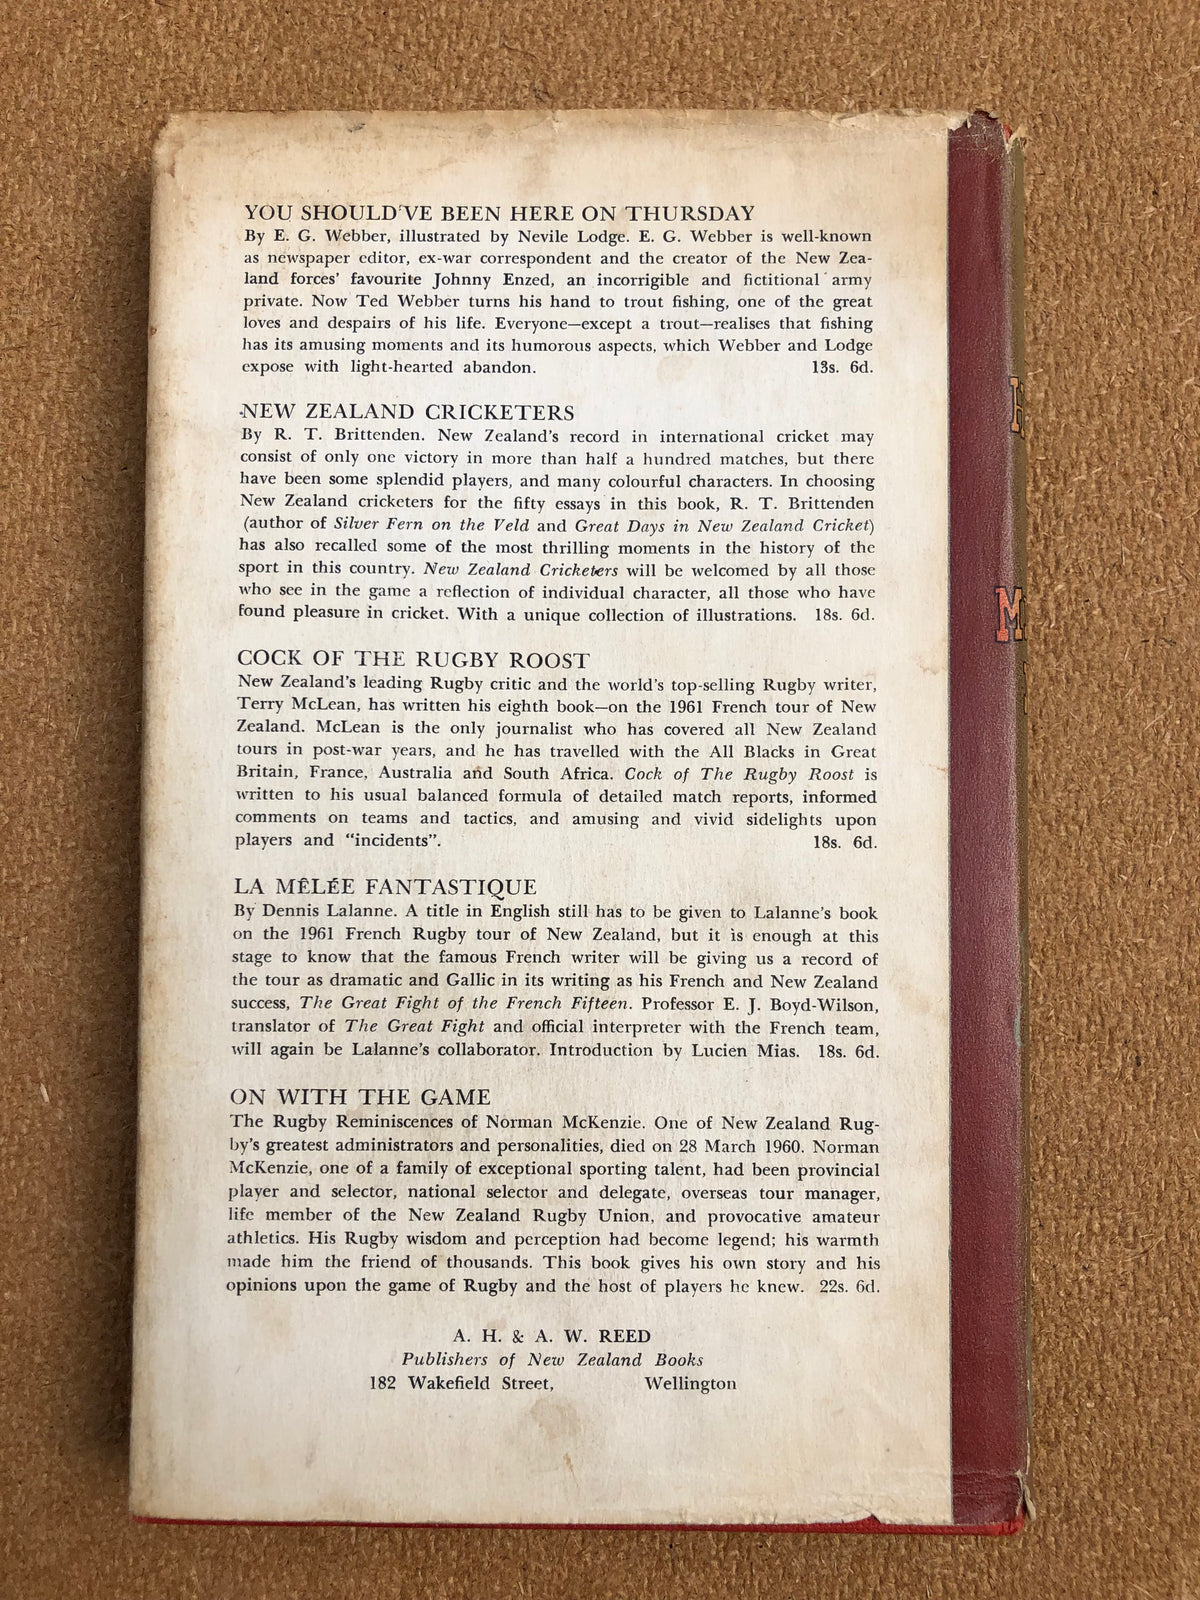 YOU SHOULD'VE BEEN HERE ON THURSDAY
By E. G. Webber, illustrated by Nevile Lodge. E. G. Webber is well-known
as newspaper editor, ex-war correspondent and the creator of the New Zea-
land forces' favourite Johnny Enzed, an incorrigible and fictitional army
private. Now Ted Webber turns his hand to trout fishing, one of the great
loves and despairs of his life. Everyone—except a trout—realises that fishing
has its amusing moments and its humorous aspects, which Webber and Lodge
expose with light-hearted abandon. 13s. 6d.
NEW ZEALAND CRICKETERS
By R. T. Brittenden. New Zealand's record in international cricket may
consist of only one victory in more than half a hundred matches, but there
have been some splendid players, and many colourful characters. In choosing
New Zealand cricketers for the fifty essays in this book, R. T. Brittenden
(author of Silver Fern on the Veld and Great Days in New Zealand Cricket)
has also recalled some of the most thrilling moments in the history of the
sport in this country. New Zealand Cricketers will be welcomed by all those
who see in the game a reflection of individual character, all those who have
found pleasure in cricket. With a unique collection of illustrations. 18s. 6d.
COCK OF THE RUGBY ROOST
New Zealand's leading Rugby critic and the world's top-selling Rugby writer,
Terry McLean, has written his eighth book—on the 1961 French tour of New
Zealand. McLean is the only journalist who has covered all New Zealand
tours in post-war years, and he has travelled with the All Blacks in Great
Britain, France, Australia and South Africa. Cock of The Rugby Roost is
written to his usual balanced formula of detailed match reports, informed
comments on teams and tactics, and amusing and vivid sidelights upon
players and "incidents". 18s. 6d.
LA MÊLÉE FANTASTIQUE
By Dennis Lalanne. A title in English still has to be given to Lalanne's book
on the 1961 French Rugby tour of New Zealand, but it is enough at this
stage to know that the famous French writer will be giving us a record of
the tour as dramatic and Gallic in its writing as his French and New Zealand
success, The Great Fight of the French Fifteen. Professor E. J. Boyd-Wilson,
translator of The Great Fight and official interpreter with the French team,
will again be Lalanne's collaborator. Introduction by Lucien Mias. 18s. 6d.
ON WITH THE GAME
The Rugby Reminiscences of Norman McKenzie. One of New Zealand Rug-
by's greatest administrators and personalities, died on 28 March 1960. Norman
McKenzie, one of a family of exceptional sporting talent, had been provincial
player and selector, national selector and delegate, overseas tour manager,
life member of the New Zealand Rugby Union, and provocative amateur
athletics. His Rugby wisdom and perception had become legend; his warmth
made him the friend of thousands. This book gives his own story and his
opinions upon the game of Rugby and the host of players he knew. 22s. 6d.
A. H. & A. W. REED
Publishers of New Zealand Books
182 Wakefield Street, Wellington